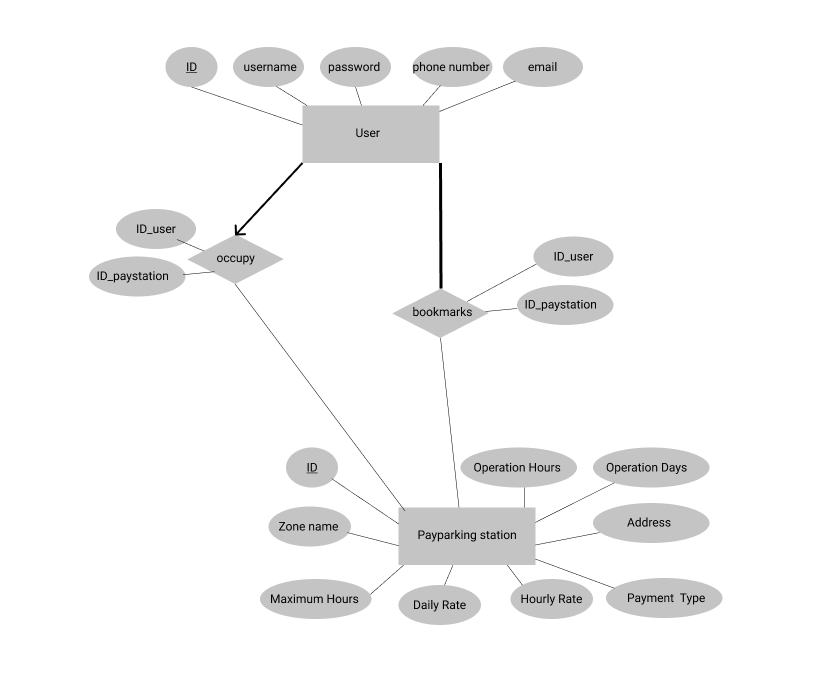 ID
username
password
phone number
email
User
ID_user
occupy
ID_paystation
ID_user
ID_paystation
bookmarks
ID
Operation Hours
Operation Days
Zone name
Address
Payparking station
Maximum Hours
Daily Rate
Hourly Rate
Payment  Type